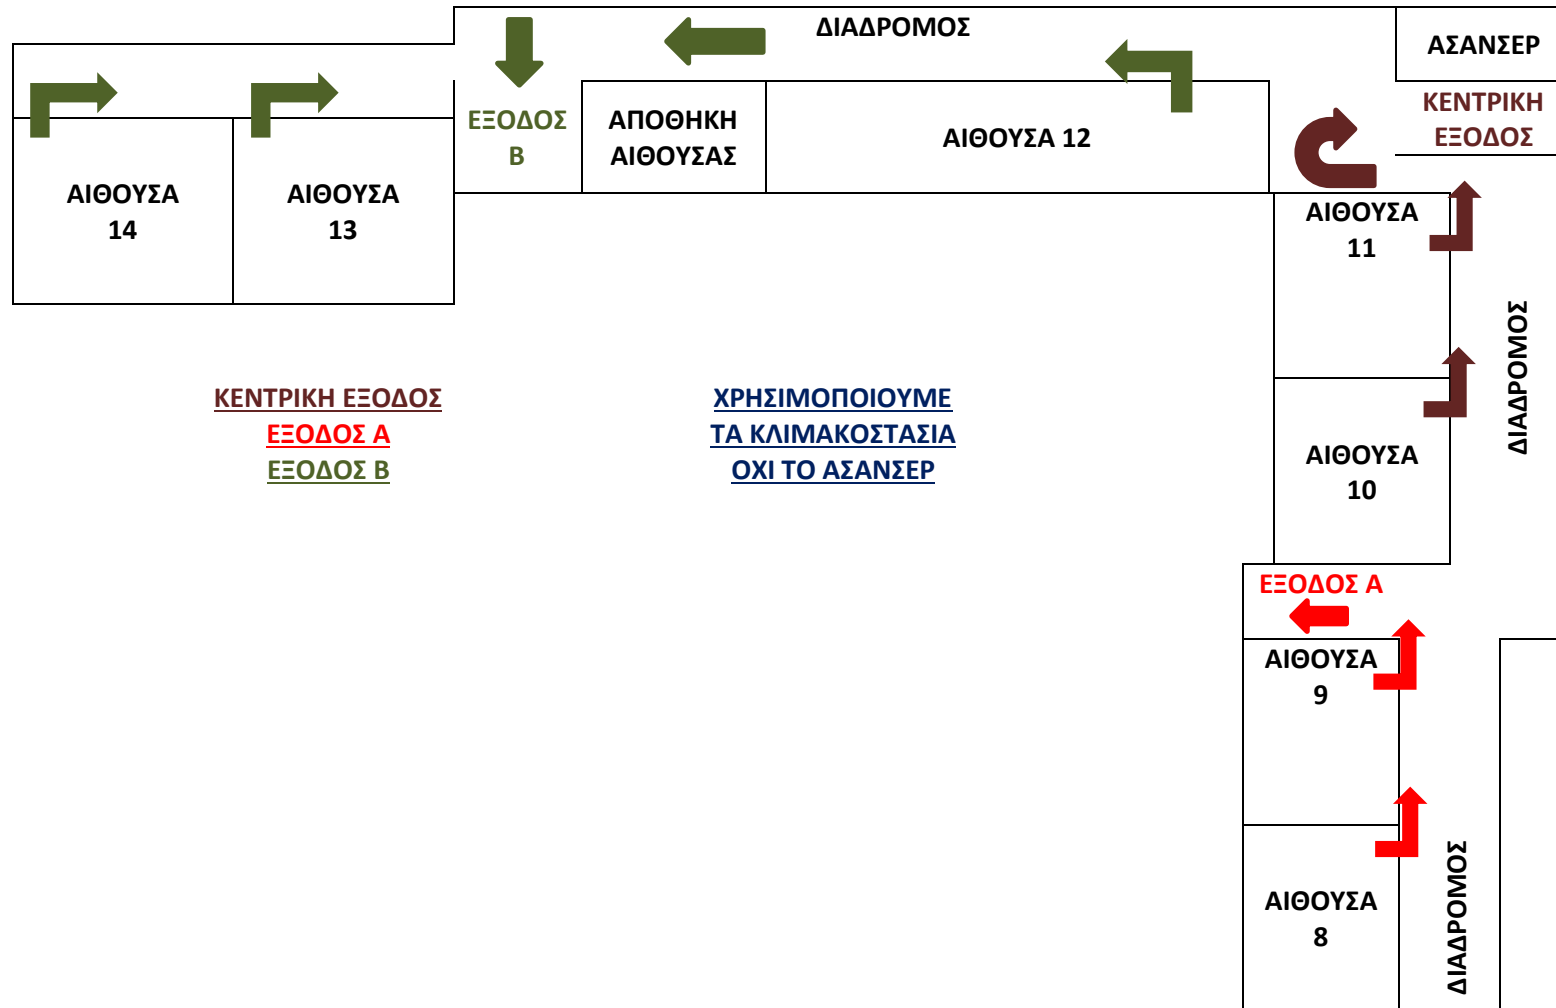 ΔΙΑΔΡΟΜΟΣ
ΑΣΑΝΣΕΡ
ΚΕΝΤΡΙΚΗ
ΕΞΟΔΟΣ
ΕΞΟΔΟΣ
Β
ΑΠΟΘΗΚΗ
ΑΙΘΟΥΣΑΣ
ΑΙΘΟΥΣΑ 12
ΑΙΘΟΥΣΑ
14
ΑΙΘΟΥΣΑ
13
ΑΙΘΟΥΣΑ
11
ΔΙΑΔΡΟΜΟΣ
ΚΕΝΤΡΙΚΗ ΕΞΟΔΟΣ
ΕΞΟΔΟΣ Α
ΕΞΟΔΟΣ Β
ΧΡΗΣΙΜΟΠΟΙΟΥΜΕ
ΤΑ ΚΛΙΜΑΚΟΣΤΑΣΙΑ
ΟΧΙ ΤΟ ΑΣΑΝΣΕΡ
ΑΙΘΟΥΣΑ
10
ΕΞΟΔΟΣ Α
ΑΙΘΟΥΣΑ
9
ΑΙΘΟΥΣΑ
8
ΔΙΑΔΡΟΜΟΣ